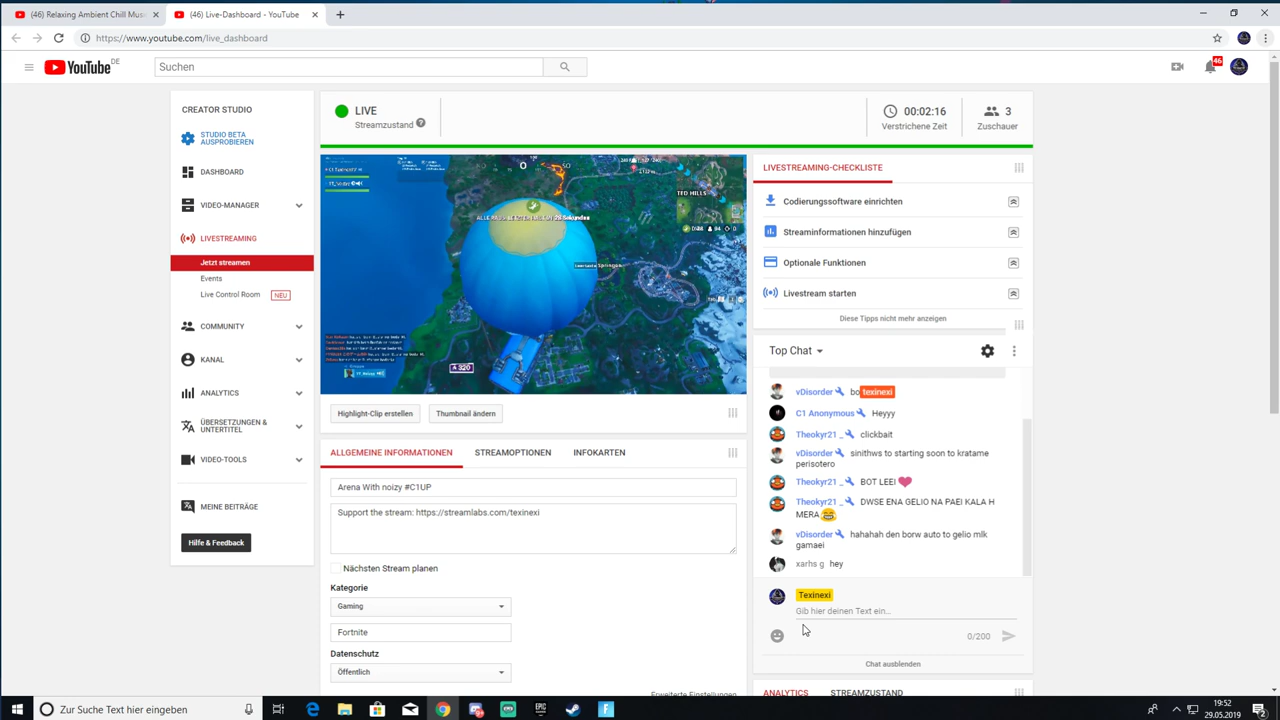 (46) Relaxing Ambient Chill Mus
(46) Live-Dashboard - YouTube
https://www.youtube.com/live_dashboard
YouTube DE
Suchen
46
CREATOR STUDIO
STUDIO BETA
AUSPROBIEREN
DASHBOARD
VIDEO-MANAGER
LIVESTREAMING
Jetzt streamen
Events
Live Control Room NEU
COMMUNITY
KANAL
ANALYTICS
ÜBERSETZUNGEN &
UNTERTITEL
VIDEO-TOOLS
MEINE BEITRÄGE
Hilfe & Feedback
LIVE
Streamzustand
00:02:16
Verstrichene Zeit
3
Zuschauer
TED HILLS
Springen
320
Highlight-Clip erstellen
Thumbnail ändern
ALLGEMEINE INFORMATIONEN
STREAMOPTIONEN
INFOKARTEN
Arena With noizy #C1UP
Support the stream: https://streamlabs.com/texinexi
Nächsten Stream planen
Kategorie
Gaming
Fortnite
Datenschutz
Öffentlich
Erweiterte Einstellungen
LIVESTREAMING-CHECKLISTE
Codierungssoftware einrichten
Streaminformationen hinzufügen
Optionale Funktionen
Livestream starten
Diese Tipps nicht mehr anzeigen
Top Chat
vDisorder bo texinexi
C1 Anonymous Heyyy
Theokyr21 _ clickbait
vDisorder sinithws to starting soon to kratame
perisotero
Theokyr21 _ BOT LEEI
Theokyr21 _ DWSE ENA GELIO NA PAEI KALA H
MERA
vDisorder hahahah den borw auto to gelio mlk
gamaei
xarhs g hey
Texinexi
Gib hier deinen Text ein...
0/200
Chat ausblenden
ANALYTICS
STREAMZUSTAND
Zur Suche Text hier eingeben
19:52
29.05.2019